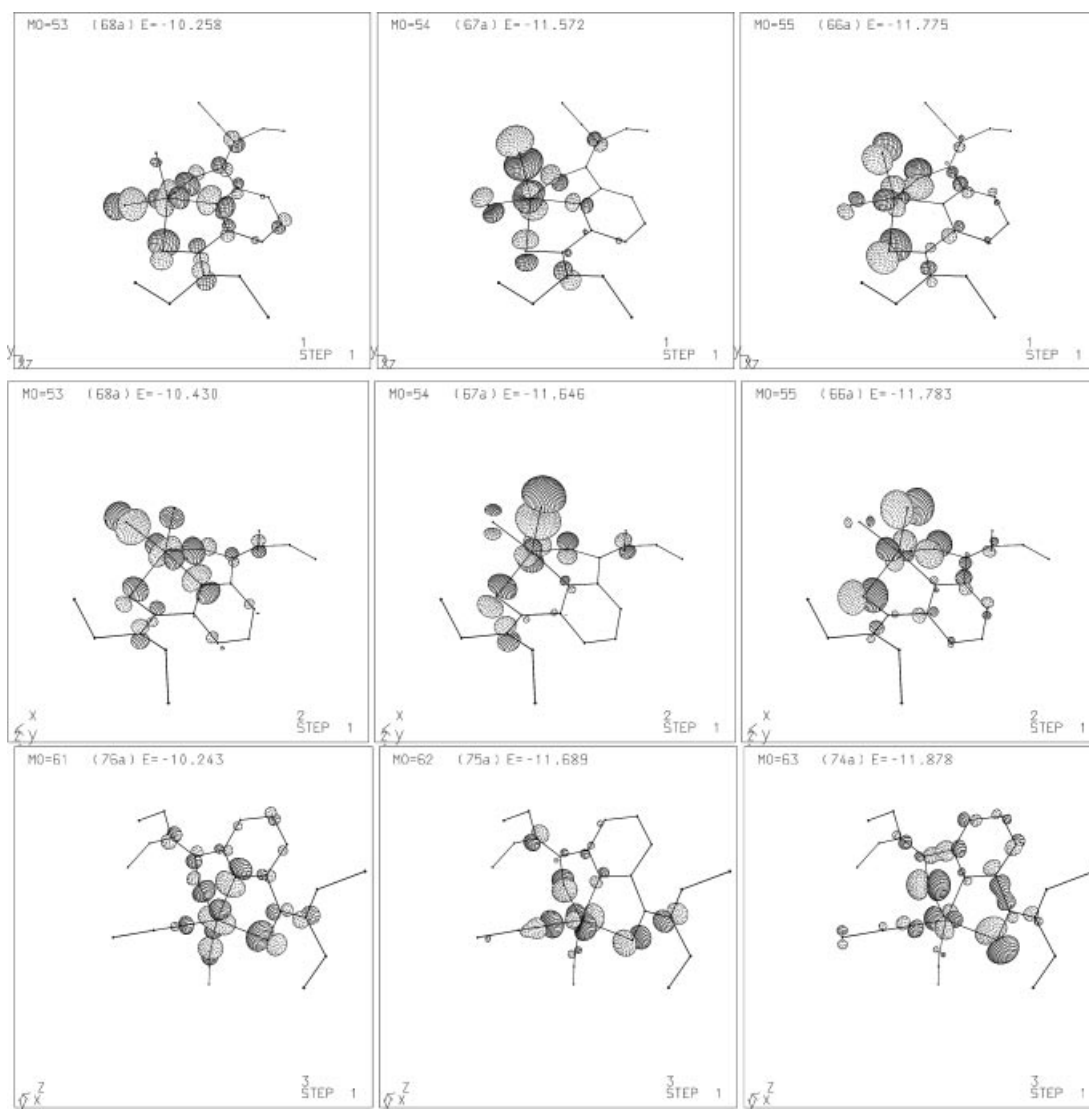 MO=53 (68a) E=-10.258
MO=54 (67a) E=-11.572
MO=55 (66a) E=-11.775
y
xz
1
STEP 1
y
xz
1
STEP 1
y
xz
1
STEP 1
MO=53 (68a) E=-10.430
MO=54 (67a) E=-11.646
MO=55 (66a) E=-11.783
x
z y
2
STEP 1
x
z y
2
STEP 1
x
z y
2
STEP 1
MO=61 (76a) E=-10.243
MO=62 (75a) E=-11.689
MO=63 (74a) E=-11.878
z
y x
3
STEP 1
z
y x
3
STEP 1
z
y x
3
STEP 1